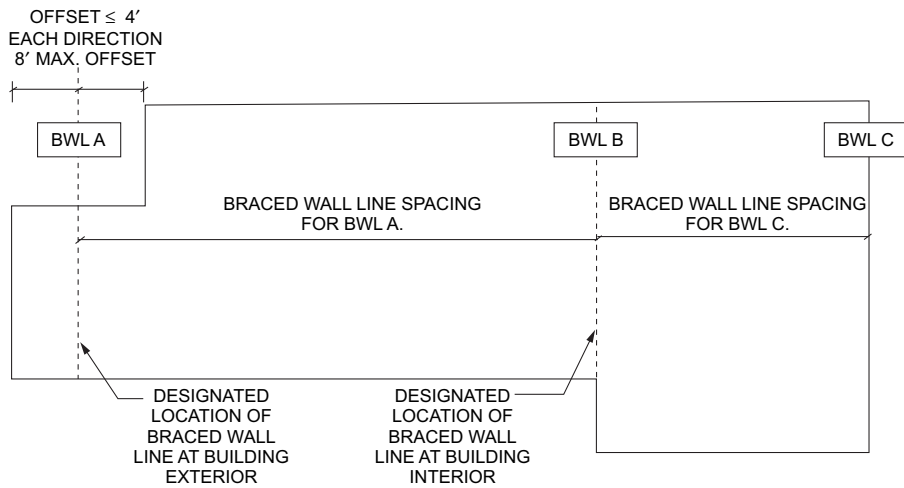 OFFSET ≤ 4′
EACH DIRECTION
8′ MAX. OFFSET
BWL A
BWL B
BWL C
BRACED WALL LINE SPACING
FOR BWL A.
BRACED WALL LINE SPACING
FOR BWL C.
DESIGNATED
LOCATION OF
BRACED WALL
LINE AT BUILDING
EXTERIOR
DESIGNATED
LOCATION OF
BRACED WALL
LINE AT BUILDING
INTERIOR